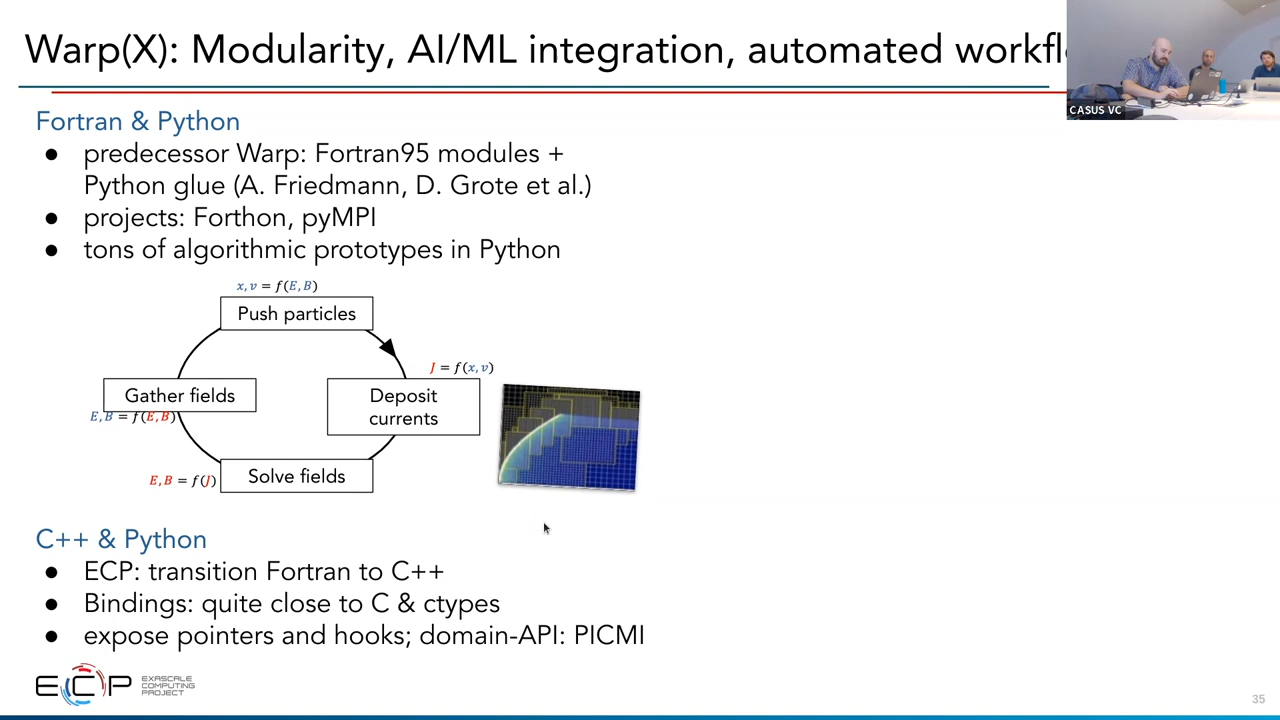 Warp(X): Modularity, AI/ML integration, automated workfl
CASUS VC
Fortran & Python
● predecessor Warp: Fortran95 modules +
Python glue (A. Friedmann, D. Grote et al.)
● projects: Forthon, pyMPI
● tons of algorithmic prototypes in Python
x, v = f(E, B)
Push particles
J = f(x, v)
Gather fields
Deposit
currents
E, B = f(E, B)
Solve fields
E, B = f(J)
C++ & Python
● ECP: transition Fortran to C++
● Bindings: quite close to C & ctypes
● expose pointers and hooks; domain-API: PICMI
ECP
EXASCALE
COMPUTING
PROJECT
35